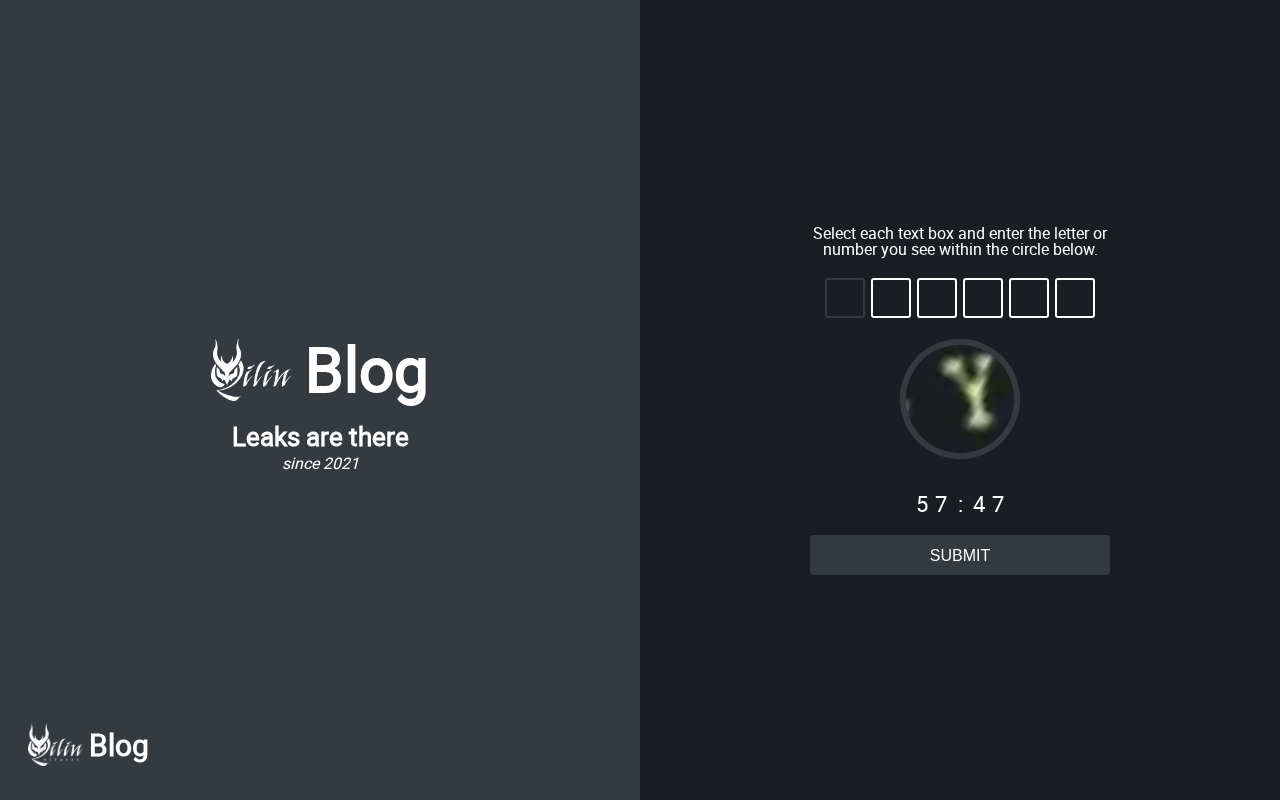 Qilin Blog
Leaks are there
since 2021
Qilin Blog
Select each text box and enter the letter or
number you see within the circle below.
Y
57:47
SUBMIT